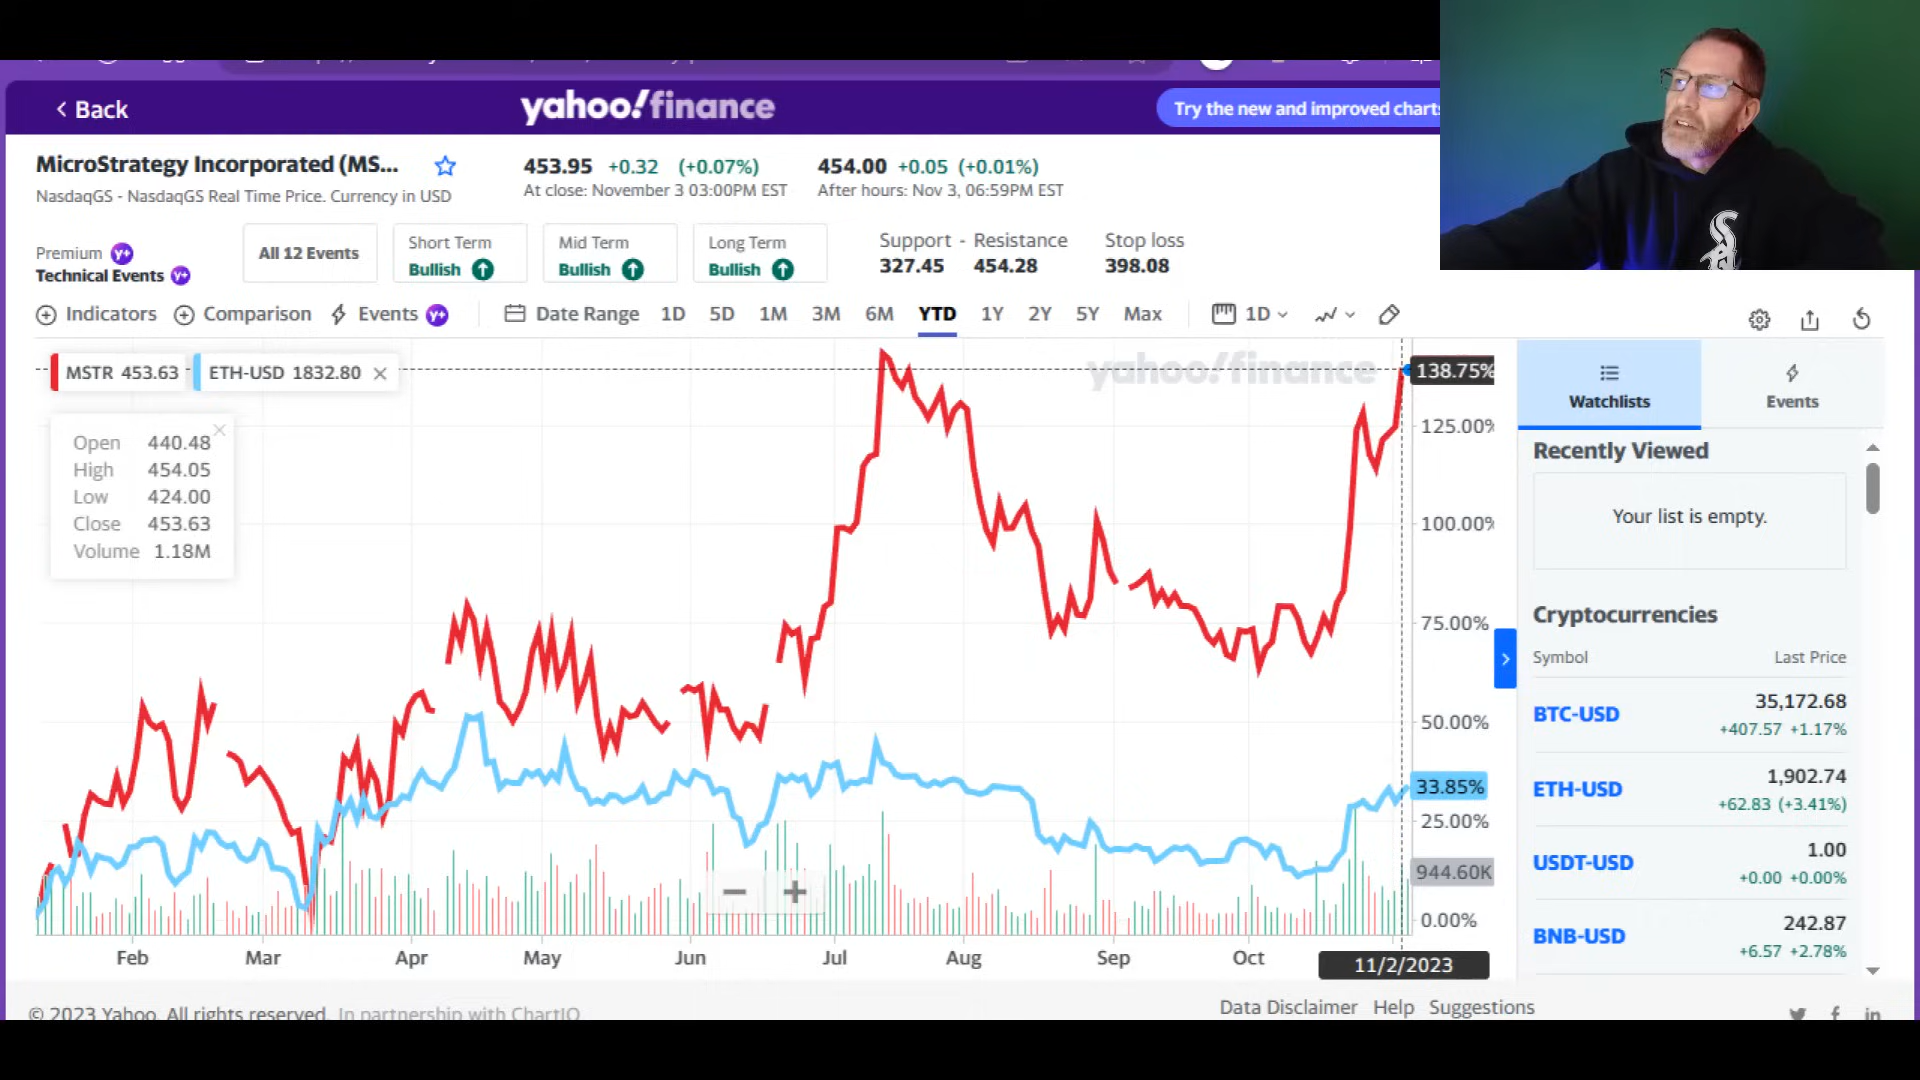 Back
yahoo!finance
Try the new and improved charts
MicroStrategy Incorporated (MS...
453.95 +0.32 (+0.07%)
454.00 +0.05 (+0.01%)
NasdaqGS - NasdaqGS Real Time Price. Currency in USD
At close: November 3 03:00PM EST
After hours: Nov 3, 06:59PM EST
Premium y+
Technical Events y+
All 12 Events
Short Term
Bullish
Mid Term
Bullish
Long Term
Bullish
Support - Resistance
327.45 454.28
Stop loss
398.08
Indicators Comparison Events y+ Date Range 1D 5D 1M 3M 6M YTD 1Y 2Y 5Y Max 1D
MSTR 453.63
ETH-USD 1832.80
yahoo!finance
Open 440.48
High 454.05
Low 424.00
Close 453.63
Volume 1.18M
138.75%
125.00%
100.00%
75.00%
50.00%
33.85%
25.00%
944.60K
0.00%
Feb Mar Apr May Jun Jul Aug Sep Oct 11/2/2023
Watchlists
Events
Recently Viewed
Your list is empty.
Cryptocurrencies
Symbol Last Price
BTC-USD 35,172.68
+407.57 +1.17%
ETH-USD 1,902.74
+62.83 (+3.41%)
USDT-USD 1.00
+0.00 +0.00%
BNB-USD 242.87
+6.57 +2.78%
Data Disclaimer Help Suggestions
© 2023 Yahoo. All rights reserved. In partnership with ChartIQ
Sox